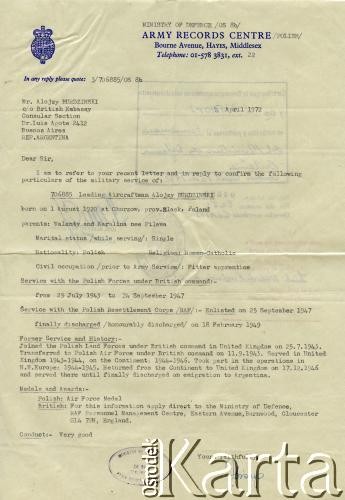 MINISTRY OF DEFENCE /OS 8b/
ARMY RECORDS CENTRE /POLISH/
Bourne Avenue, HAYES, Middlesex
Telephone: 01-578 3831, ext. 22
In any reply please quote: 3/706885/OS 8b
Mr. Alojzy
c/o British Embassy
Consular Section
Dr. Luis Agote 2412
Buenos Aires
REP. ARGENTINA
April 1972
Dear Sir,
I am to refer to your recent letter and in reply to confirm the following
particulars of the military service of:
706885 Leading Aircraftman Alojzy
born on 1 August 1920 at Chorzow, prov. Slask, Poland
Parents: Walenty and Karolina nee Pilawa
Marital status /while serving/: Single
Nationality: Polish Religion: Roman-Catholic
Civil occupation /prior to Army Service/: Fitter apprentice
Service with the Polish Forces under British command:-
from 25 July 1943 to 24 September 1947
Service with the Polish Resettlement Corps /RAF/:- Enlisted on 25 September 1947
finally discharged /honourably discharged/ on 18 February 1949
Former Service and History:-
Joined the Polish Land Forces under British command in United Kingdom on 25.7.1943.
Transferred to Polish Air Forces under British command on 11.9.1943. Served in United
Kingdom 1943-1944, on the Continent: 1944-1946. Took part in the operations in
N.W.Europe: 1944-1945. Returned from the Continent to United Kingdom on 17.12.1946
and served there until finally discharged on emigration to Argentina.
Medals and Awards:-
Polish: Air Force Medal
British: For this information apply direct to the Ministry of Defence,
RAF Personnel Management Centre, Eastern Avenue, Barnwood, Gloucester
GL4 7PN, England.
Conduct:- Very good
Yours faithfully,
ośrodek
Karta